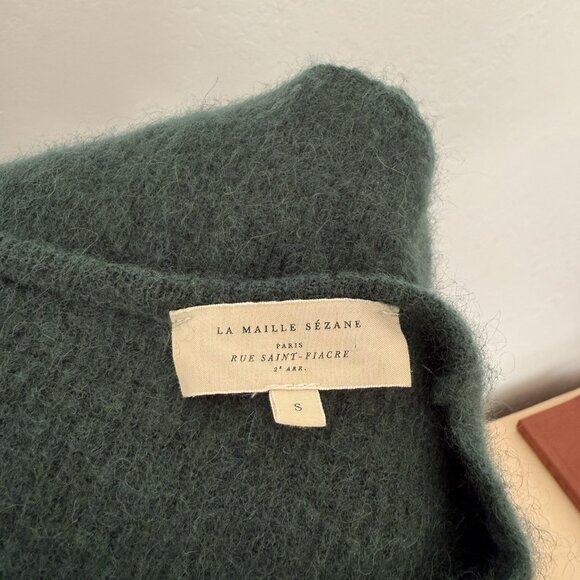 LA MAILLE SÉZANE
PARIS
RUE SAINT-FIACRE
2ᵉ ARR.
S